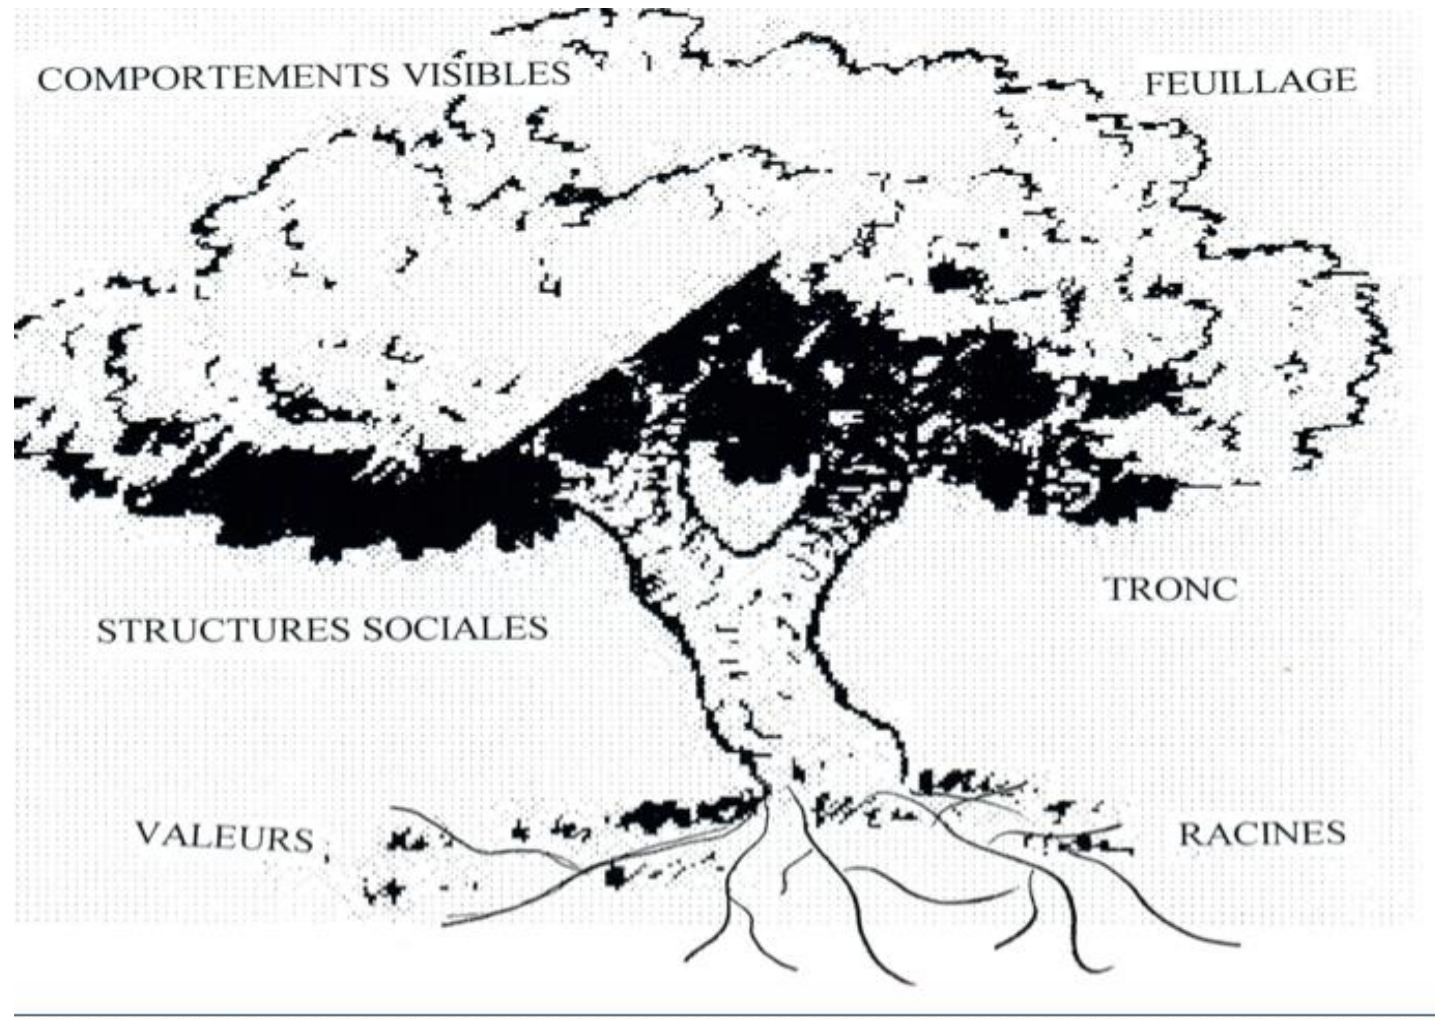 COMPORTEMENTS VISIBLES
FEUILLAGE
STRUCTURES SOCIALES
TRONC
VALEURS
RACINES